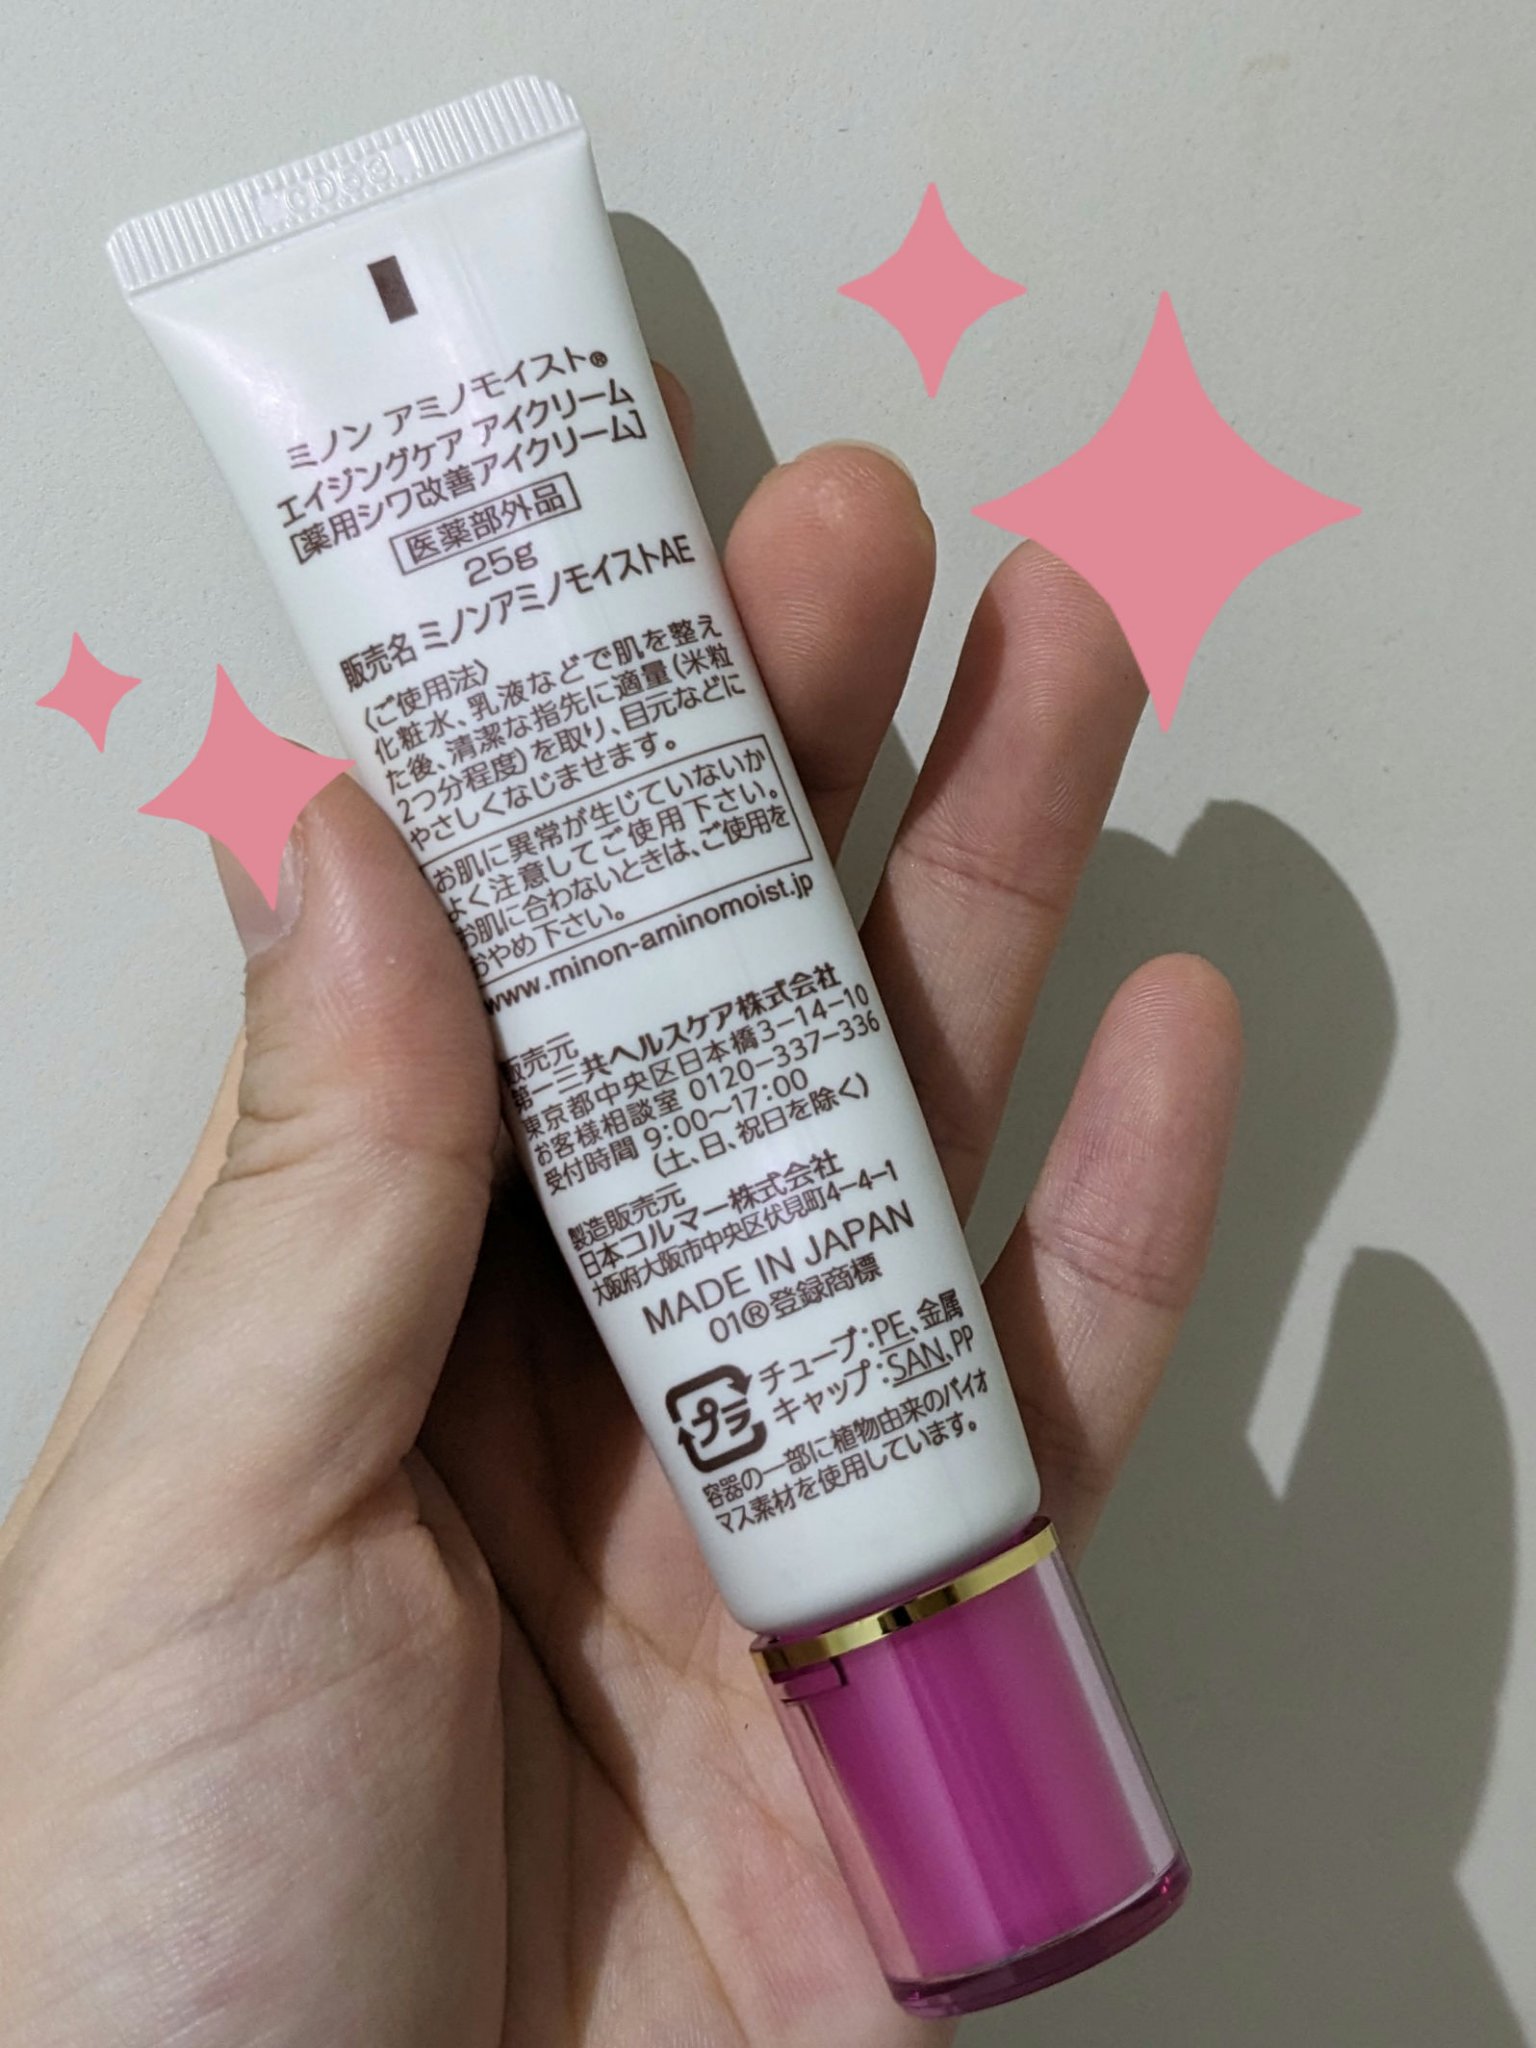 CD53
ミノン アミノモイスト®
エイジングケア アイクリーム
[薬用シワ改善アイクリーム]
医薬部外品
25g
販売名 ミノンアミノモイストAE
〈ご使用法〉
化粧水、乳液などで肌を整え
た後、清潔な指先に適量(米粒
2つ分程度)を取り、目元などに
やさしくなじませます。
お肌に異常が生じていないか
よく注意してご使用下さい。
お肌に合わないときは、ご使用を
おやめ下さい。
www.minon-aminomoist.jp
販売元
第一三共ヘルスケア株式会社
東京都中央区日本橋3-14-10
お客様相談室 0120-337-336
受付時間 9:00〜17:00
(土、日、祝日を除く)
製造販売元
日本コルマー株式会社
大阪府大阪市中央区伏見町4-4-1
MADE IN JAPAN
01®登録商標
プラ
チューブ:PE、金属
キャップ:SAN、PP
容器の一部に植物由来のバイオ
マス素材を使用しています。